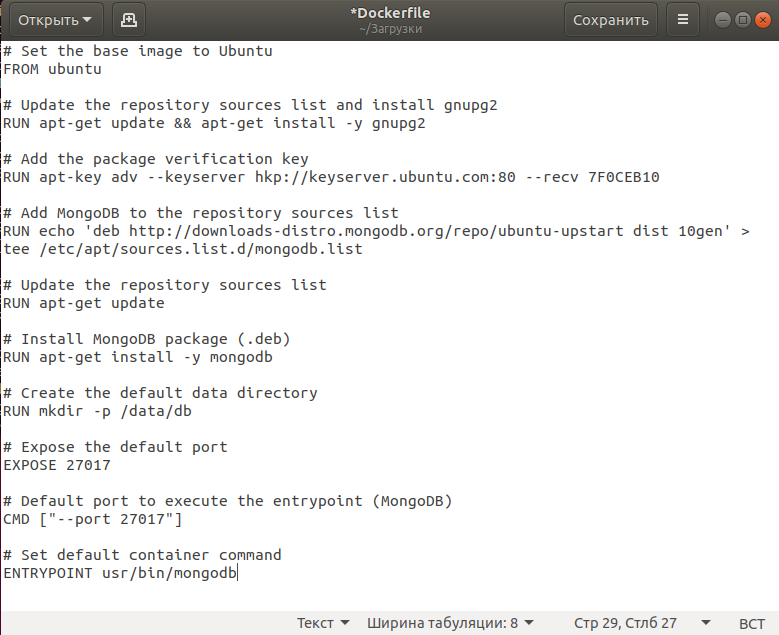 Открыть
*Dockerfile
~/Загрузки
Сохранить
# Set the base image to Ubuntu
FROM ubuntu
# Update the repository sources list and install gnupg2
RUN apt-get update && apt-get install -y gnupg2
# Add the package verification key
RUN apt-key adv --keyserver hkp://keyserver.ubuntu.com:80 --recv 7F0CEB10
# Add MongoDB to the repository sources list
RUN echo 'deb http://downloads-distro.mongodb.org/repo/ubuntu-upstart dist 10gen' >
tee /etc/apt/sources.list.d/mongodb.list
# Update the repository sources list
RUN apt-get update
# Install MongoDB package (.deb)
RUN apt-get install -y mongodb
# Create the default data directory
RUN mkdir -p /data/db
# Expose the default port
EXPOSE 27017
# Default port to execute the entrypoint (MongoDB)
CMD ["--port 27017"]
# Set default container command
ENTRYPOINT usr/bin/mongodb
Текст Ширина табуляции: 8 Стр 29, Стлб 27 ВСТ